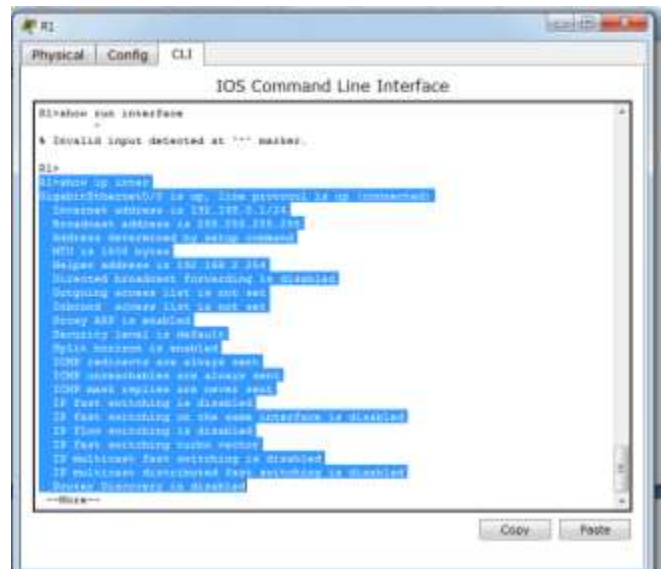 R1
Physical Config CLI
IOS Command Line Interface
R1>show run interface
^
% Invalid input detected at '^' marker.
R1>
R1>show ip inter
GigabitEthernet0/0 is up, line protocol is up (connected)
Internet address is 192.168.0.1/24
Broadcast address is 255.255.255.255
Address determined by setup command
MTU is 1500 bytes
Helper address is 192.168.2.254
Directed broadcast forwarding is disabled
Outgoing access list is not set
Inbound access list is not set
Proxy ARP is enabled
Security level is default
Split horizon is enabled
ICMP redirects are always sent
ICMP unreachables are always sent
ICMP mask replies are never sent
IP fast switching is disabled
IP fast switching on the same interface is disabled
IP Flow switching is disabled
IP Fast switching turbo vector
IP multicast fast switching is disabled
IP multicast distributed fast switching is disabled
Router Discovery is disabled
--More--
Copy Paste